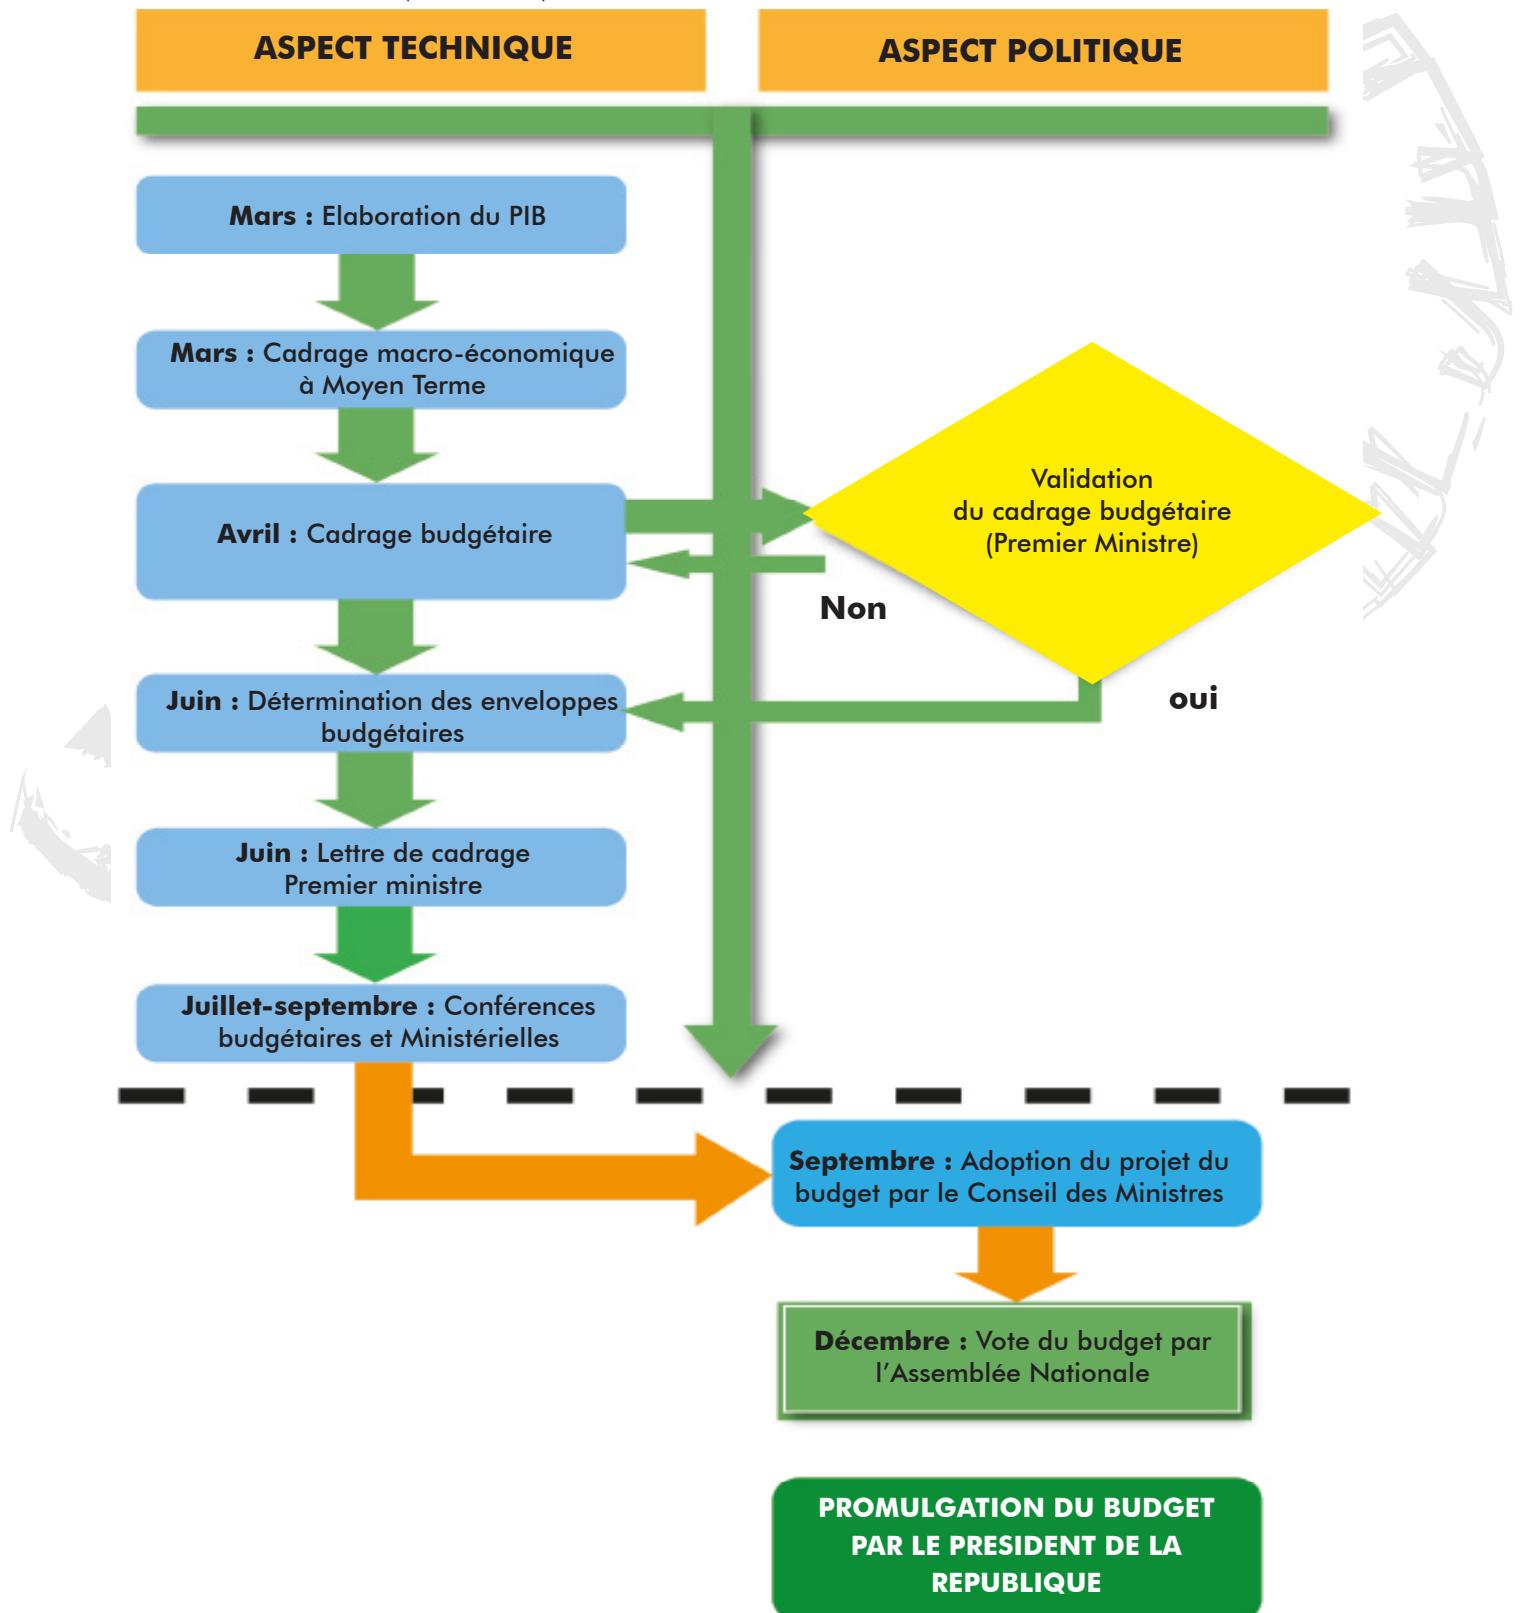 ASPECT TECHNIQUE
ASPECT POLITIQUE
Mars : Elaboration du PIB
Mars : Cadrage macro-économique
à Moyen Terme
Avril : Cadrage budgétaire
Validation
du cadrage budgétaire
(Premier Ministre)
Non
oui
Juin : Détermination des enveloppes
budgétaires
Juin : Lettre de cadrage
Premier ministre
Juillet-septembre : Conférences
budgétaires et Ministérielles
Septembre : Adoption du projet du
budget par le Conseil des Ministres
Décembre : Vote du budget par
l'Assemblée Nationale
PROMULGATION DU BUDGET
PAR LE PRESIDENT DE LA
REPUBLIQUE